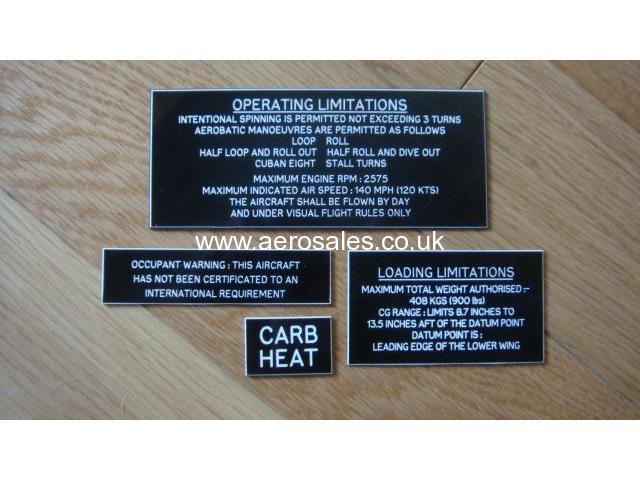 OPERATING LIMITATIONS
INTENTIONAL SPINNING IS PERMITTED NOT EXCEEDING 3 TURNS
AEROBATIC MANOEUVRES ARE PERMITTED AS FOLLOWS
LOOP ROLL
HALF LOOP AND ROLL OUT HALF ROLL AND DIVE OUT
CUBAN EIGHT STALL TURNS
MAXIMUM ENGINE RPM : 2575
MAXIMUM INDICATED AIR SPEED : 140 MPH (120 KTS)
THE AIRCRAFT SHALL BE FLOWN BY DAY
AND UNDER VISUAL FLIGHT RULES ONLY
www.aerosales.co.uk
OCCUPANT WARNING : THIS AIRCRAFT
HAS NOT BEEN CERTIFICATED TO AN
INTERNATIONAL REQUIREMENT
LOADING LIMITATIONS
MAXIMUM TOTAL WEIGHT AUTHORISED :-
408 KGS (900 lbs)
CG RANGE : LIMITS 8.7 INCHES TO
13.5 INCHES AFT OF THE DATUM POINT
DATUM POINT IS :
LEADING EDGE OF THE LOWER WING
CARB
HEAT